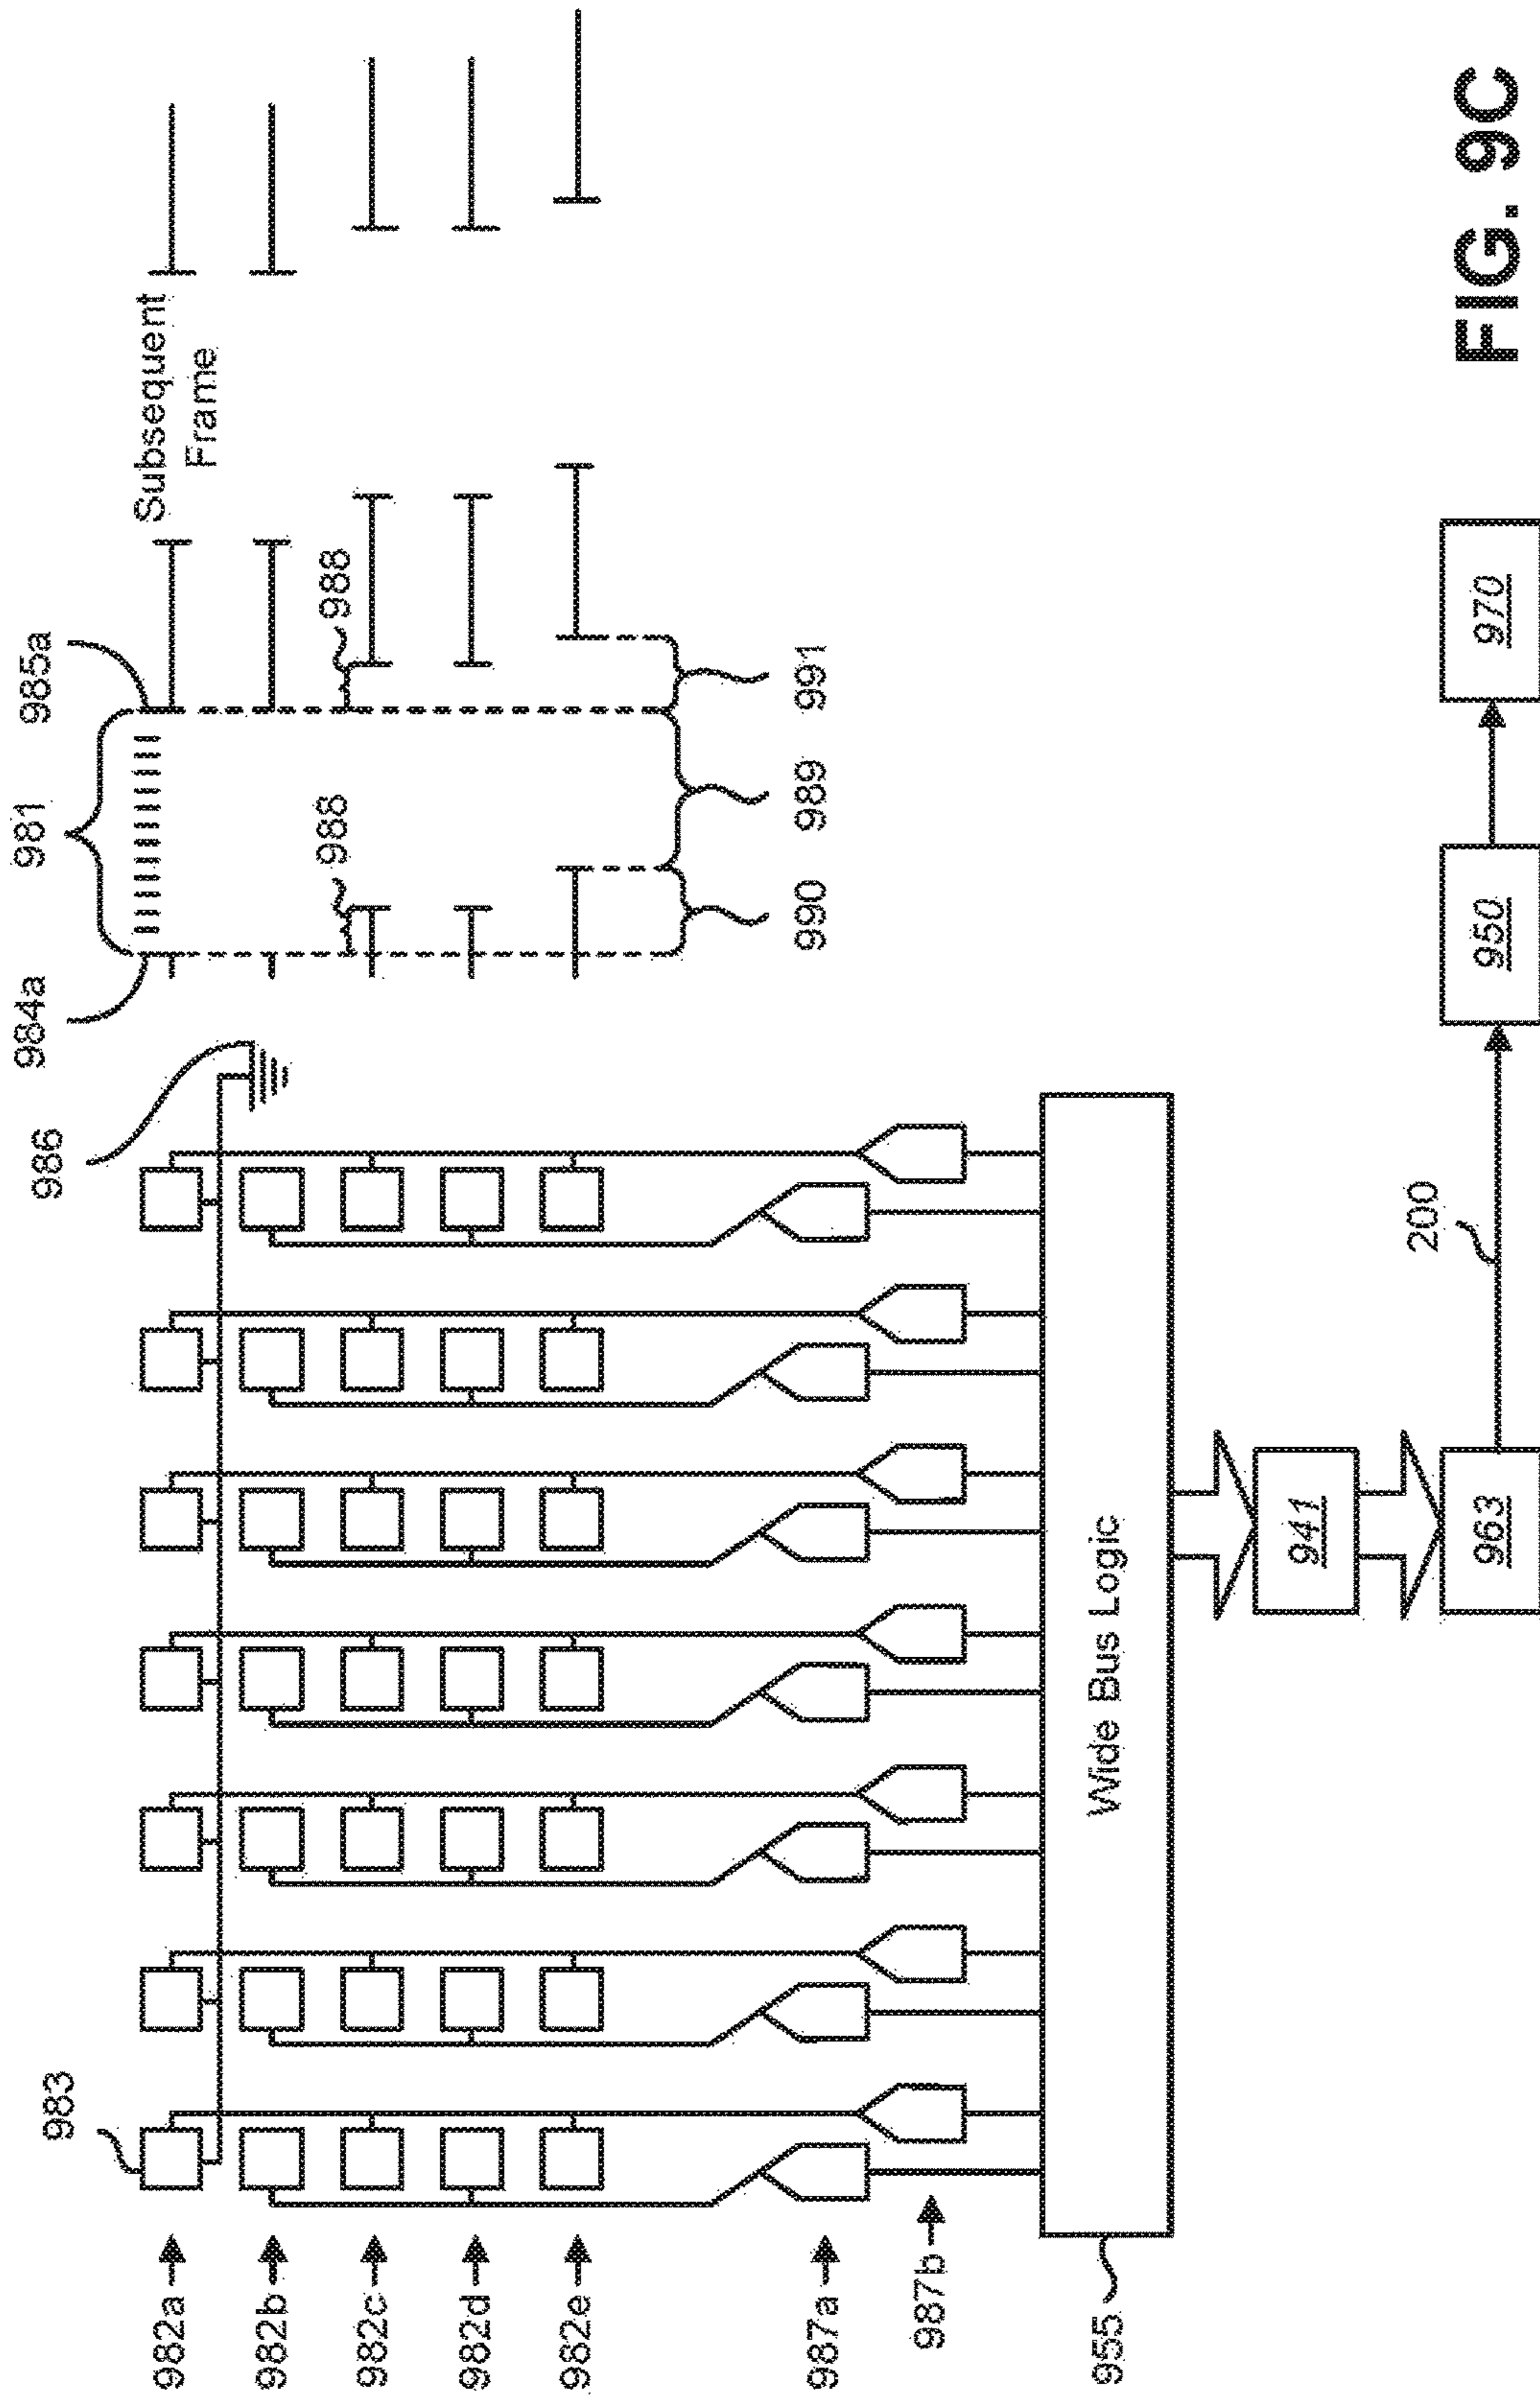 983
986
984a
981
985a
982a
982b
982c
982d
982e
987a
987b
955
Subsequent
Frame
988
988
990
989
991
Wide Bus Logic
941
963
200
950
970
FIG. 9C